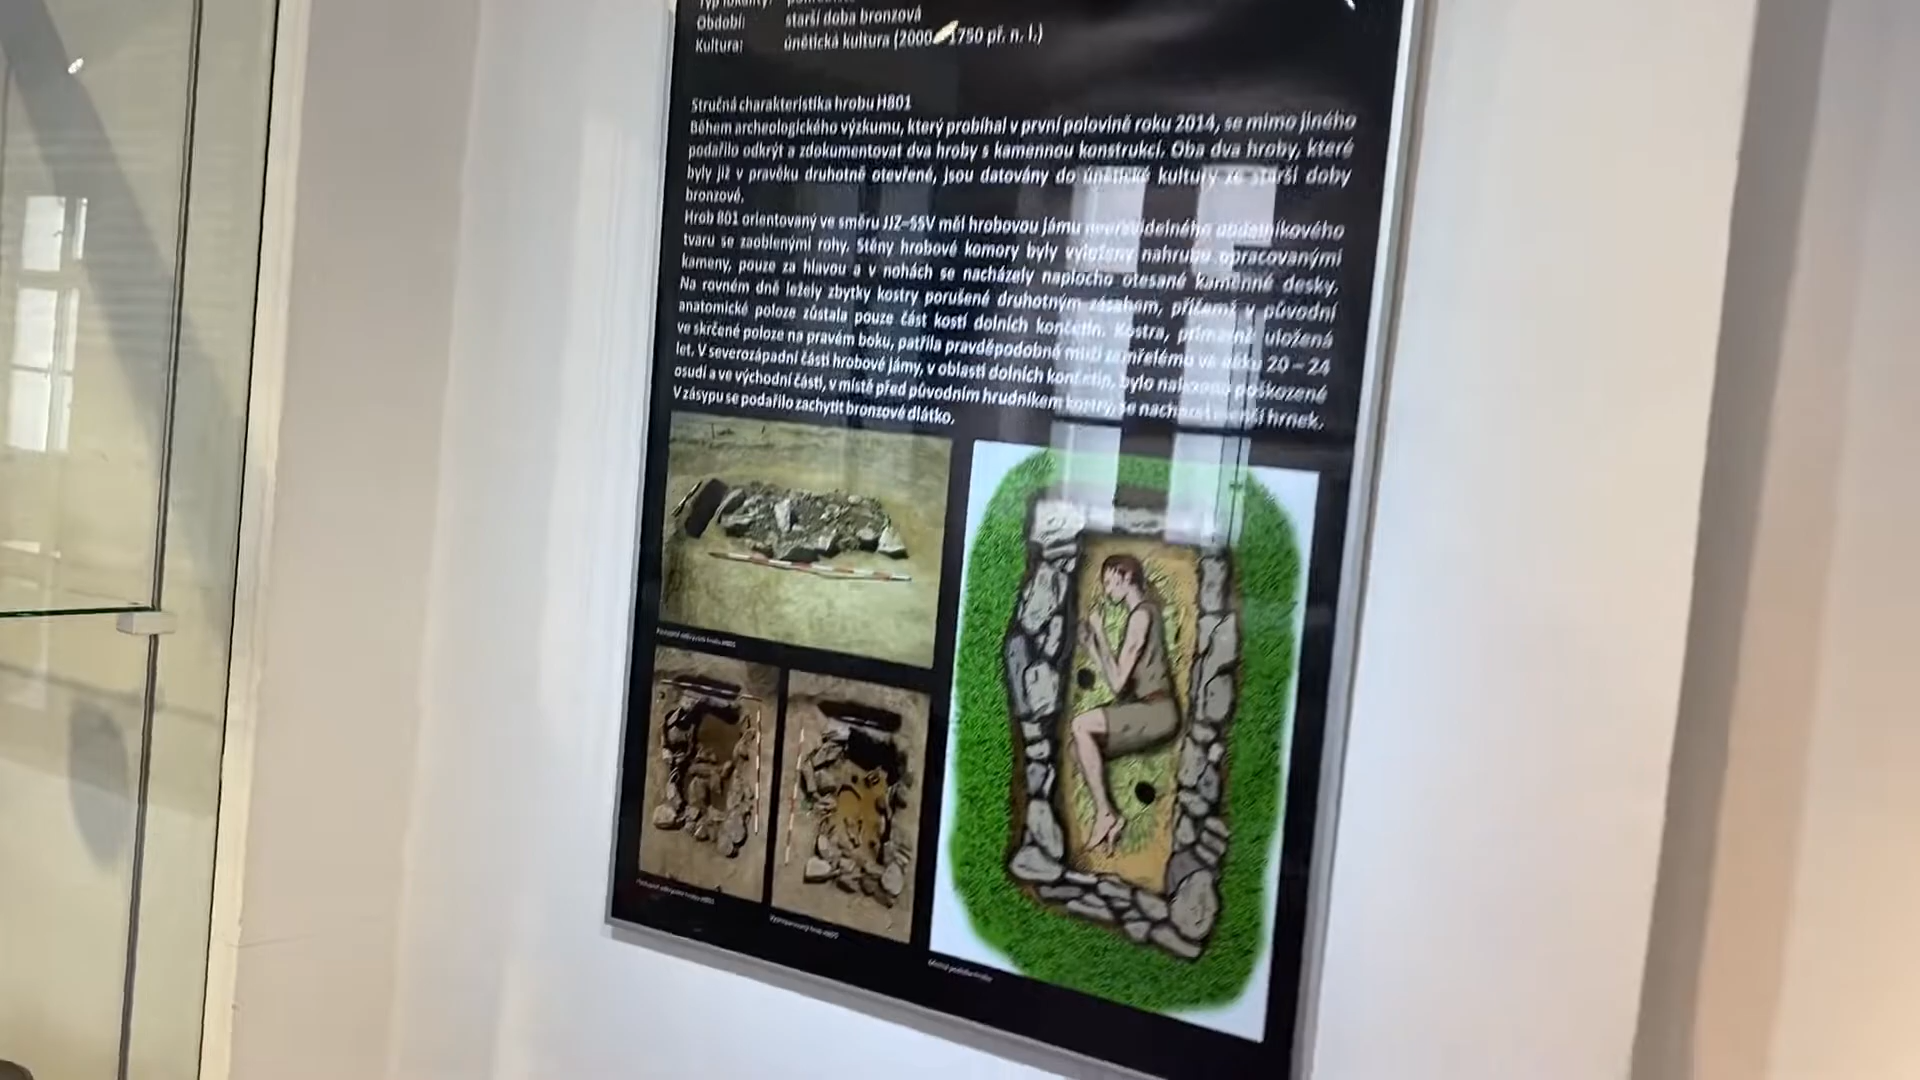 Typ lokality:
Období: starší doba bronzová
Kultura: únětická kultura (2000 – 1750 př. n. l.)
Stručná charakteristika hrobu H801
Během archeologického výzkumu, který probíhal v první polovině roku 2014, se mimo jiného
podařilo odkrýt a zdokumentovat dva hroby s kamennou konstrukcí. Oba dva hroby, které
byly již v pravěku druhotně otevřené, jsou datovány do únětické kultury ze starší doby
bronzové.
Hrob 801 orientovaný ve směru JJZ–SSV měl hrobovou jámu nepravidelného obdélníkového
tvaru se zaoblenými rohy. Stěny hrobové komory byly vyloženy nahrubo opracovanými
kameny, pouze za hlavou a v nohách se nacházely naplocho otesané kamenné desky.
Na rovném dně ležely zbytky kostry porušené druhotným zásahem, přičemž v původní
anatomické poloze zůstala pouze část kostí dolních končetin. Kostra, primárně uložená
ve skrčené poloze na pravém boku, patřila pravděpodobně muži zemřelému ve věku 20 – 24
let. V severozápadní části hrobové jámy, v oblasti dolních končetin, bylo nalezeno poškozené
osudí a ve východní části, v místě před původním hrudníkem kostry, se nacházel menší hrnek.
V zásypu se podařilo zachytit bronzové dlátko.